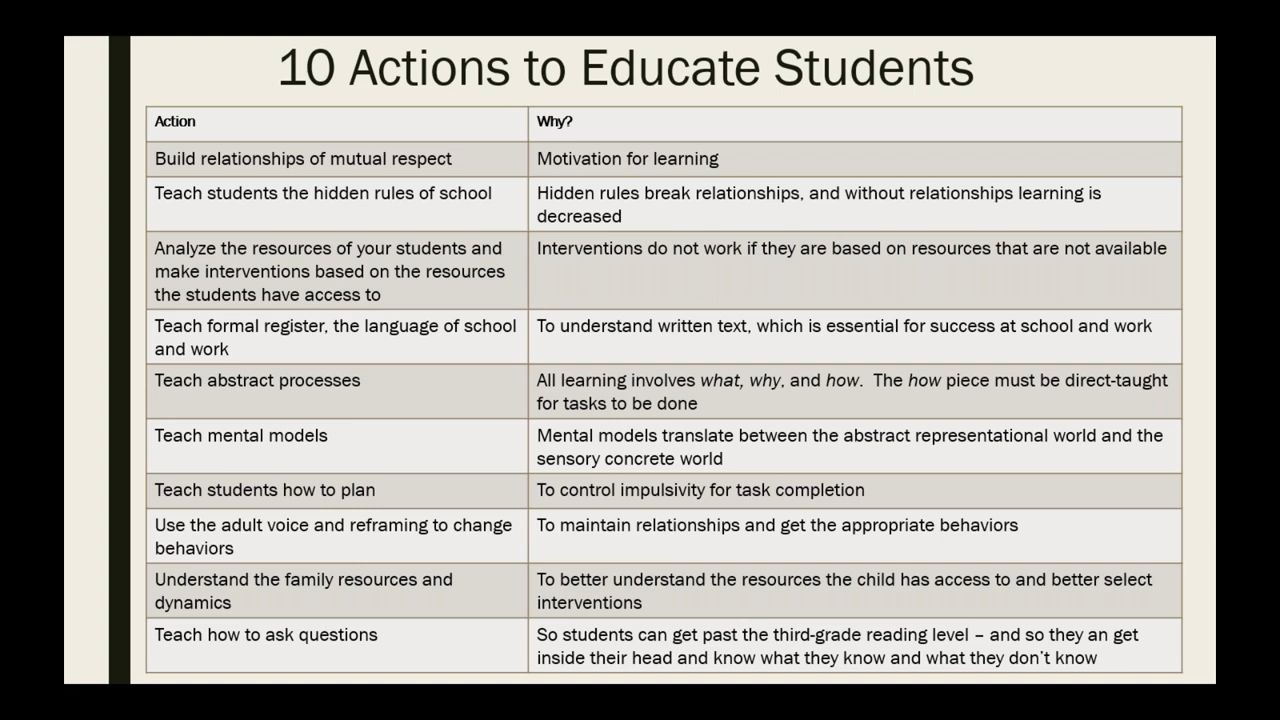 10 Actions to Educate Students
Action
Why?
Build relationships of mutual respect
Motivation for learning
Teach students the hidden rules of school
Hidden rules break relationships, and without relationships learning is
decreased
Analyze the resources of your students and
make interventions based on the resources
the students have access to
Interventions do not work if they are based on resources that are not available
Teach formal register, the language of school
and work
To understand written text, which is essential for success at school and work
Teach abstract processes
All learning involves what, why, and how. The how piece must be direct-taught
for tasks to be done
Teach mental models
Mental models translate between the abstract representational world and the
sensory concrete world
Teach students how to plan
To control impulsivity for task completion
Use the adult voice and reframing to change
behaviors
To maintain relationships and get the appropriate behaviors
Understand the family resources and
dynamics
To better understand the resources the child has access to and better select
interventions
Teach how to ask questions
So students can get past the third-grade reading level – and so they an get
inside their head and know what they know and what they don't know